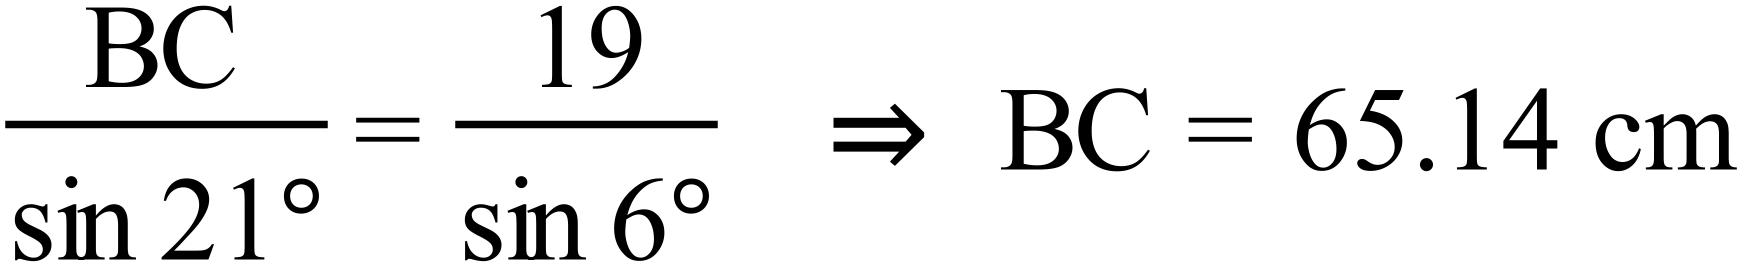 BC/sin 21° = 19/sin 6° ⇒ BC = 65.14 cm